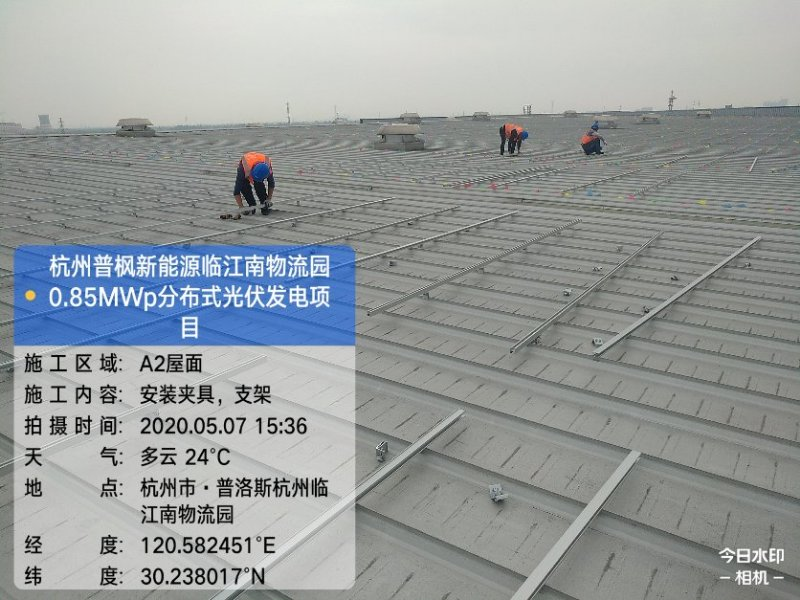 杭州普枫新能源临江南物流园
0.85MWp分布式光伏发电项
目
施工区域: A2屋面
施工内容: 安装夹具，支架
拍摄时间: 2020.05.07 15:36
天气: 多云 24℃
地点: 杭州市·普洛斯杭州临
江南物流园
经度: 120.582451°E
纬度: 30.238017°N
今日水印
-相机-